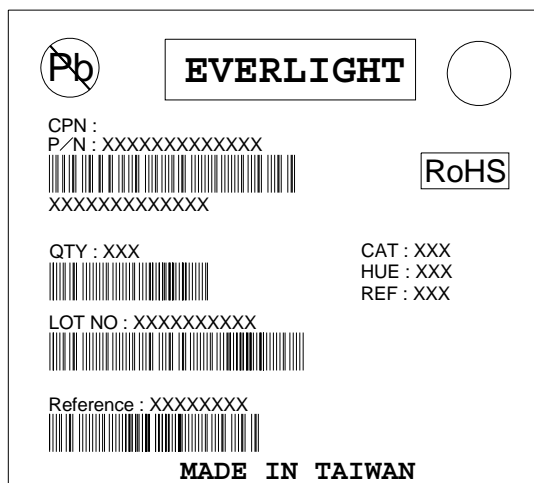 Pb
EVERLIGHT
CPN :
P/N : XXXXXXXXXXXXX
RoHS
XXXXXXXXXXXXX
QTY : XXX
CAT : XXX
HUE : XXX
REF : XXX
LOT NO : XXXXXXXXXX
Reference : XXXXXXXX
MADE IN TAIWAN